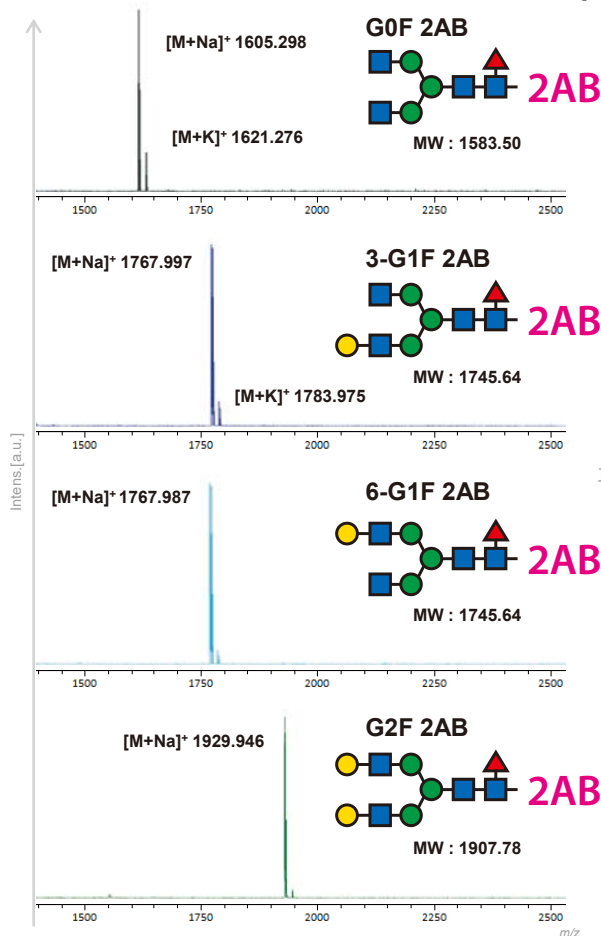 G0F 2AB
[M+Na]+ 1605.298
2AB
[M+K]+ 1621.276
MW : 1583.50
1500 1750 2000 2250 2500
3-G1F 2AB
[M+Na]+ 1767.997
2AB
MW : 1745.64
[M+K]+ 1783.975
1500 1750 2000 2250 2500
Intens.[a.u.]
6-G1F 2AB
[M+Na]+ 1767.987
2AB
MW : 1745.64
1500 1750 2000 2250 2500
G2F 2AB
[M+Na]+ 1929.946
2AB
MW : 1907.78
1500 1750 2000 2250 2500
m/z